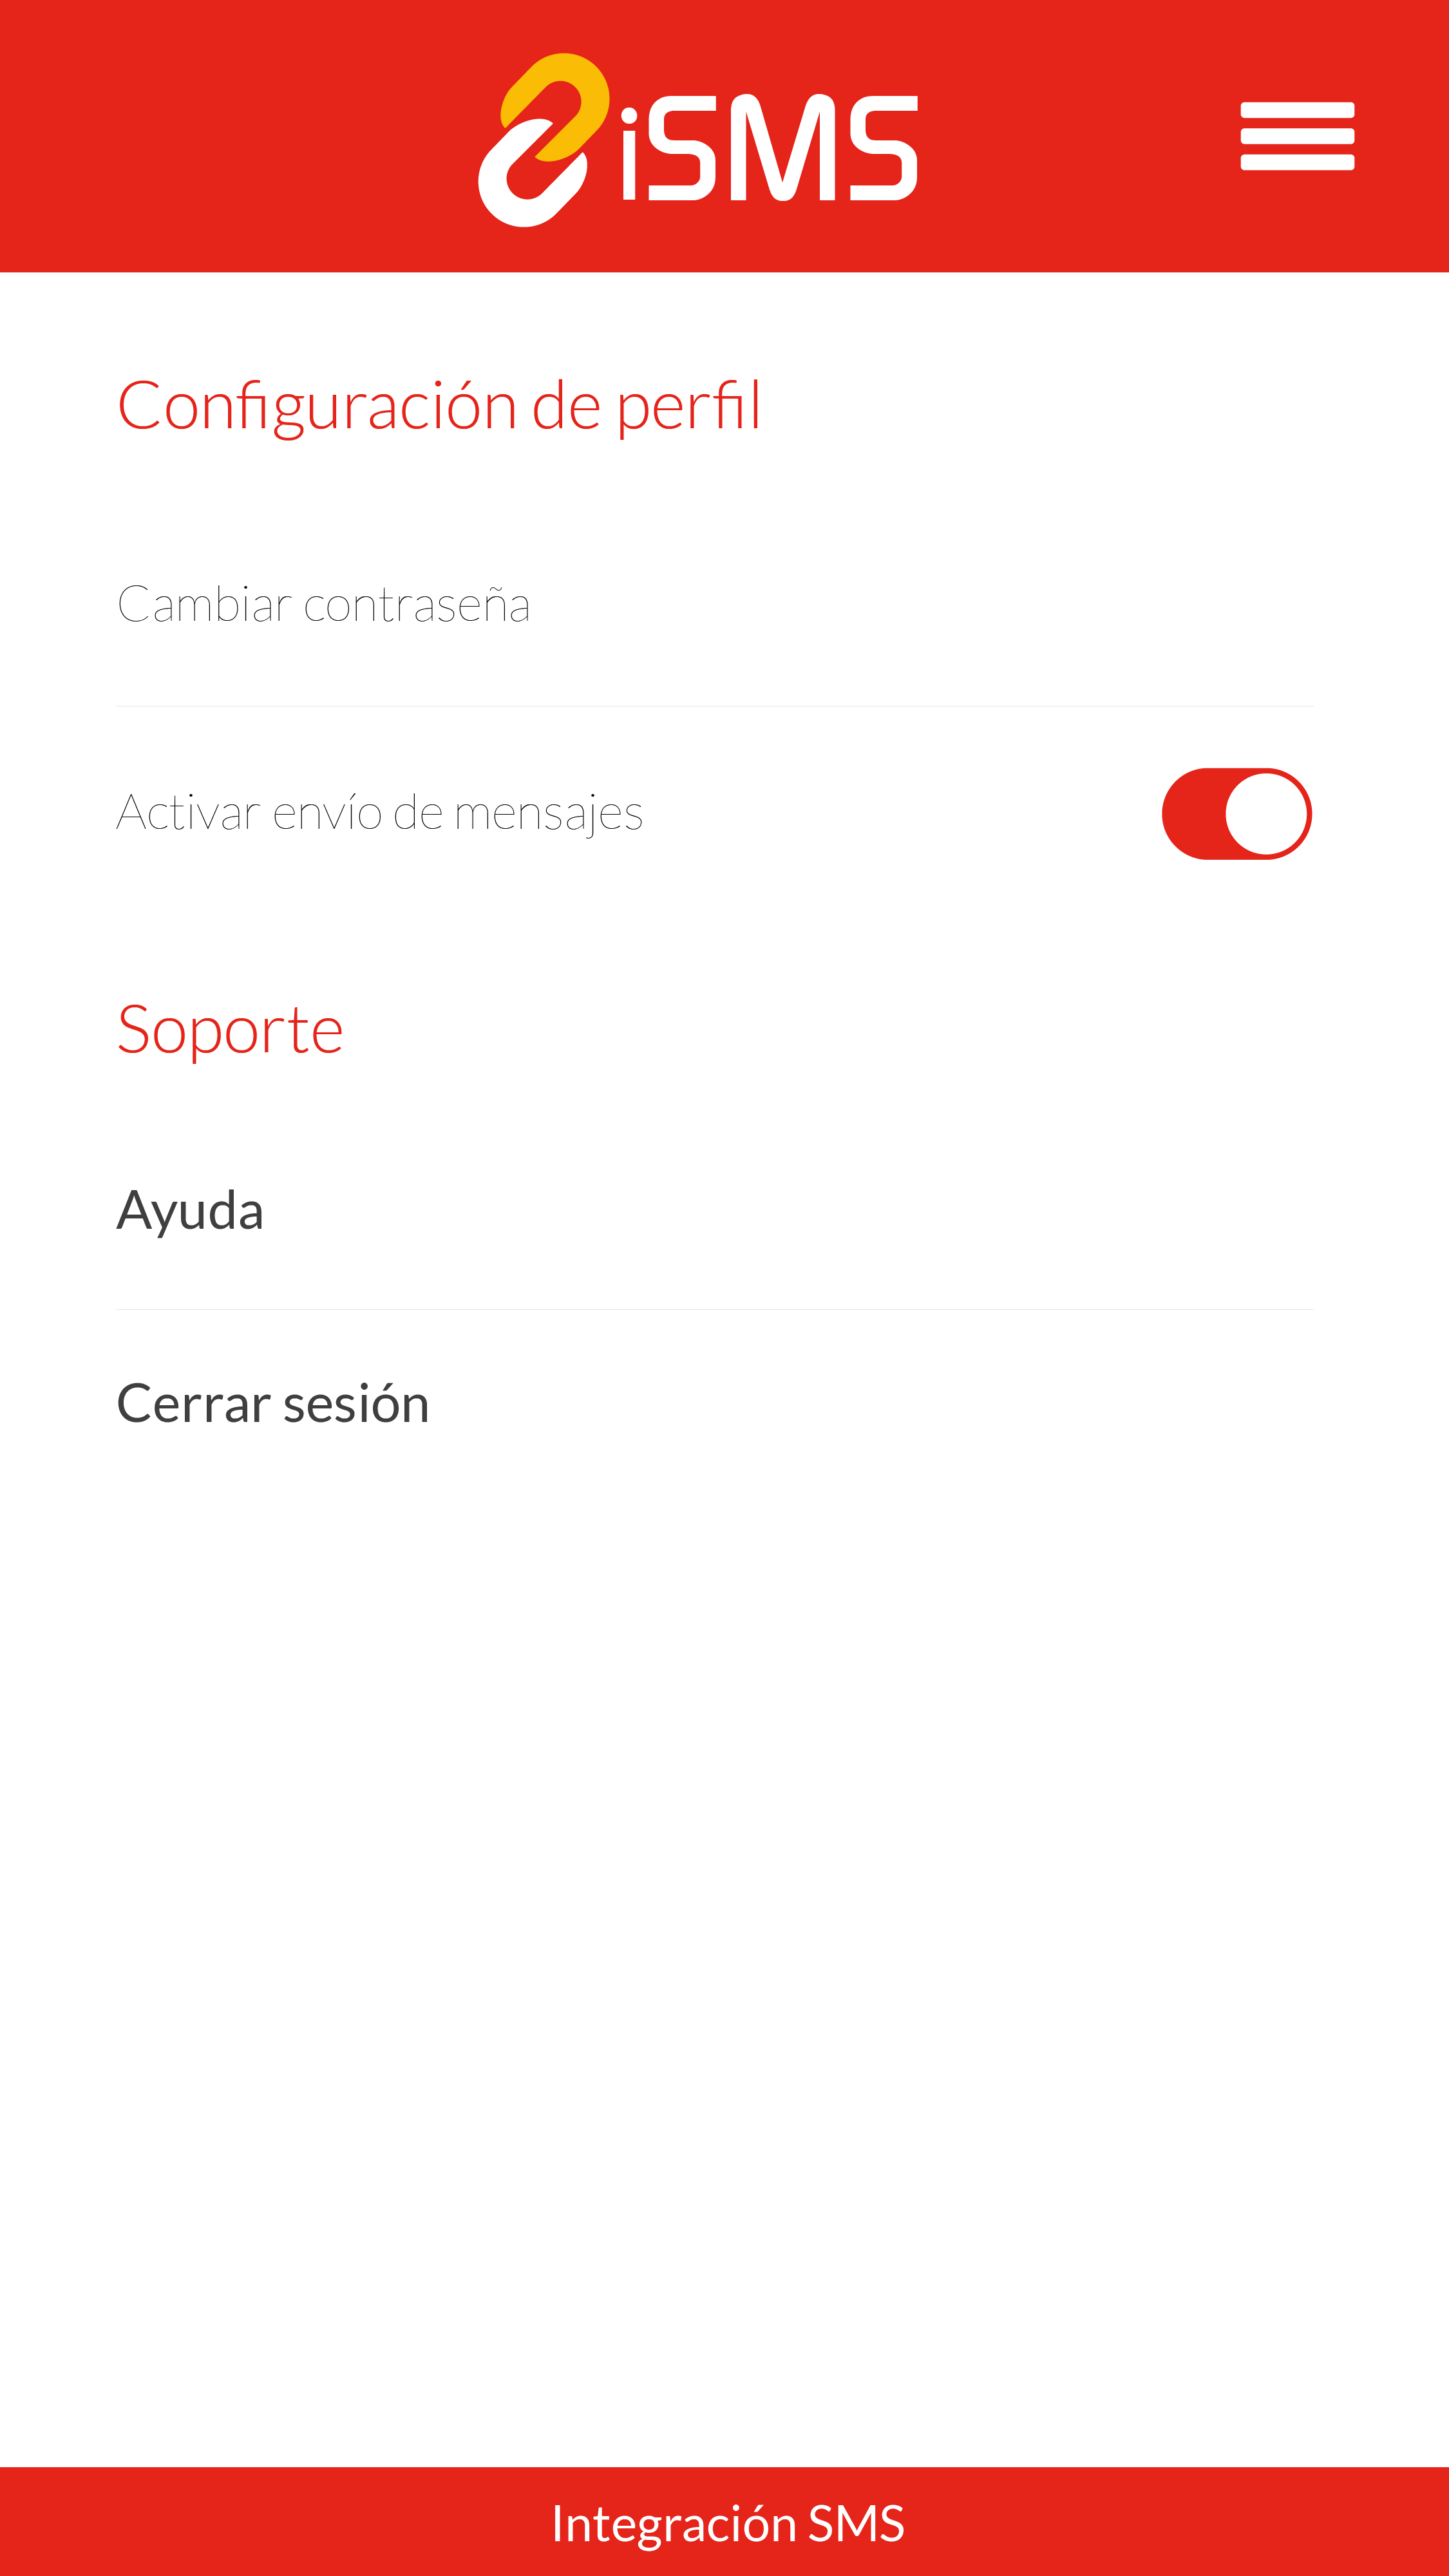 iSMS
Configuración de perfil
Cambiar contraseña
Activar envío de mensajes
Soporte
Ayuda
Cerrar sesión
Integración SMS